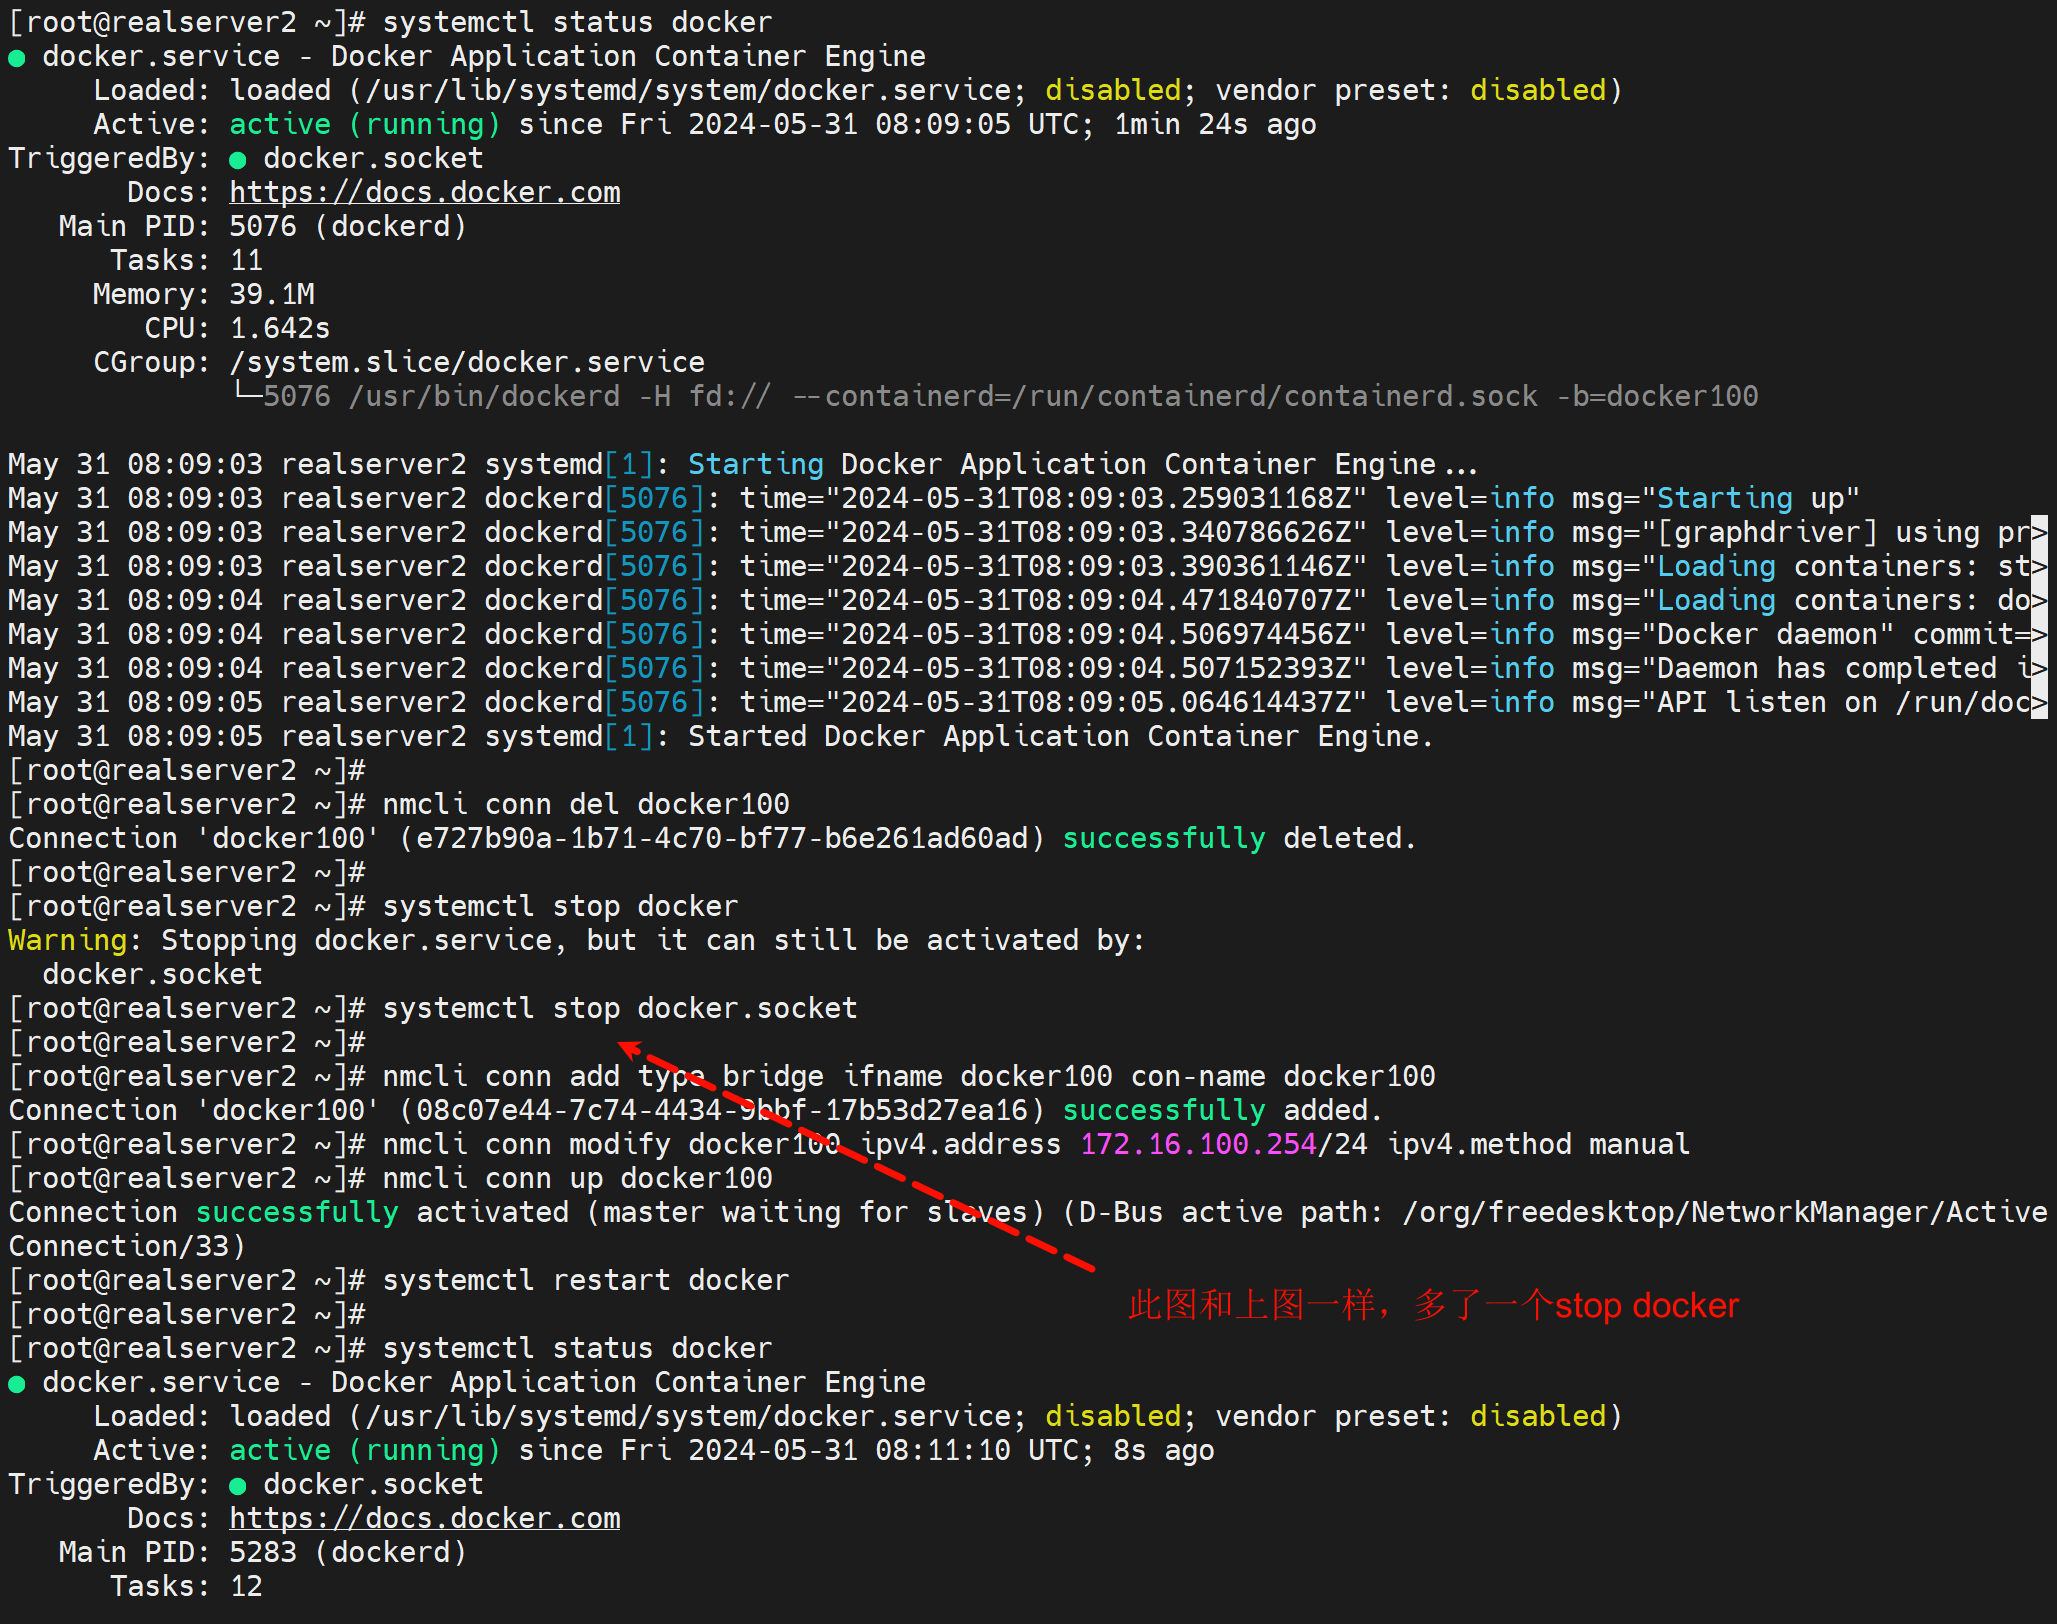 [root@realserver2 ~]# systemctl status docker
● docker.service - Docker Application Container Engine
     Loaded: loaded (/usr/lib/systemd/system/docker.service; disabled; vendor preset: disabled)
     Active: active (running) since Fri 2024-05-31 08:09:05 UTC; 1min 24s ago
TriggeredBy: ● docker.socket
       Docs: https://docs.docker.com
   Main PID: 5076 (dockerd)
      Tasks: 11
     Memory: 39.1M
        CPU: 1.642s
     CGroup: /system.slice/docker.service
             └─5076 /usr/bin/dockerd -H fd:// --containerd=/run/containerd/containerd.sock -b=docker100
May 31 08:09:03 realserver2 systemd[1]: Starting Docker Application Container Engine...
May 31 08:09:03 realserver2 dockerd[5076]: time="2024-05-31T08:09:03.259031168Z" level=info msg="Starting up"
May 31 08:09:03 realserver2 dockerd[5076]: time="2024-05-31T08:09:03.340786626Z" level=info msg="[graphdriver] using pr>
May 31 08:09:03 realserver2 dockerd[5076]: time="2024-05-31T08:09:03.390361146Z" level=info msg="Loading containers: st>
May 31 08:09:04 realserver2 dockerd[5076]: time="2024-05-31T08:09:04.471840707Z" level=info msg="Loading containers: do>
May 31 08:09:04 realserver2 dockerd[5076]: time="2024-05-31T08:09:04.506974456Z" level=info msg="Docker daemon" commit=>
May 31 08:09:04 realserver2 dockerd[5076]: time="2024-05-31T08:09:04.507152393Z" level=info msg="Daemon has completed i>
May 31 08:09:05 realserver2 dockerd[5076]: time="2024-05-31T08:09:05.064614437Z" level=info msg="API listen on /run/doc>
May 31 08:09:05 realserver2 systemd[1]: Started Docker Application Container Engine.
[root@realserver2 ~]#
[root@realserver2 ~]# nmcli conn del docker100
Connection 'docker100' (e727b90a-1b71-4c70-bf77-b6e261ad60ad) successfully deleted.
[root@realserver2 ~]#
[root@realserver2 ~]# systemctl stop docker
Warning: Stopping docker.service, but it can still be activated by:
  docker.socket
[root@realserver2 ~]# systemctl stop docker.socket
[root@realserver2 ~]#
[root@realserver2 ~]# nmcli conn add type bridge ifname docker100 con-name docker100
Connection 'docker100' (08c07e44-7c74-4434-9bbf-17b53d27ea16) successfully added.
[root@realserver2 ~]# nmcli conn modify docker100 ipv4.address 172.16.100.254/24 ipv4.method manual
[root@realserver2 ~]# nmcli conn up docker100
Connection successfully activated (master waiting for slaves) (D-Bus active path: /org/freedesktop/NetworkManager/Active
Connection/33)
[root@realserver2 ~]# systemctl restart docker
[root@realserver2 ~]#
此图和上图一样，多了一个stop docker
[root@realserver2 ~]# systemctl status docker
● docker.service - Docker Application Container Engine
     Loaded: loaded (/usr/lib/systemd/system/docker.service; disabled; vendor preset: disabled)
     Active: active (running) since Fri 2024-05-31 08:11:10 UTC; 8s ago
TriggeredBy: ● docker.socket
       Docs: https://docs.docker.com
   Main PID: 5283 (dockerd)
      Tasks: 12